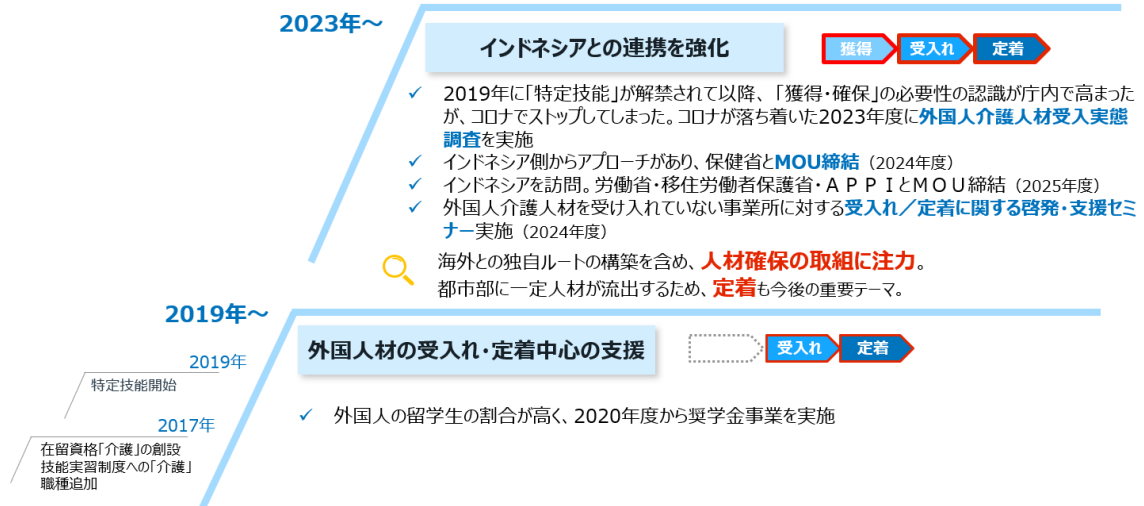 2023年~
インドネシアとの連携を強化
獲得
受入れ
定着
2019年に「特定技能」が解禁されて以降、「獲得・確保」の必要性の認識が庁内で高まった
が、コロナでストップしてしまった。コロナが落ち着いた2023年度に外国人介護人材受入実態
調査を実施
インドネシア側からアプローチがあり、保健省とMOU締結（2024年度）
インドネシアを訪問。労働省・移住労働者保護省・ＡＰＰＩとＭＯＵ締結（2025年度）
外国人介護人材を受け入れていない事業所に対する受入れ／定着に関する啓発・支援セミ
ナー実施（2024年度）
海外との独自ルートの構築を含め、人材確保の取組に注力。
都市部に一定人材が流出するため、定着も今後の重要テーマ。
2019年~
外国人材の受入れ・定着中心の支援
受入れ
定着
2019年
特定技能開始
外国人の留学生の割合が高く、2020年度から奨学金事業を実施
2017年
在留資格「介護」の創設
技能実習制度への「介護」
職種追加